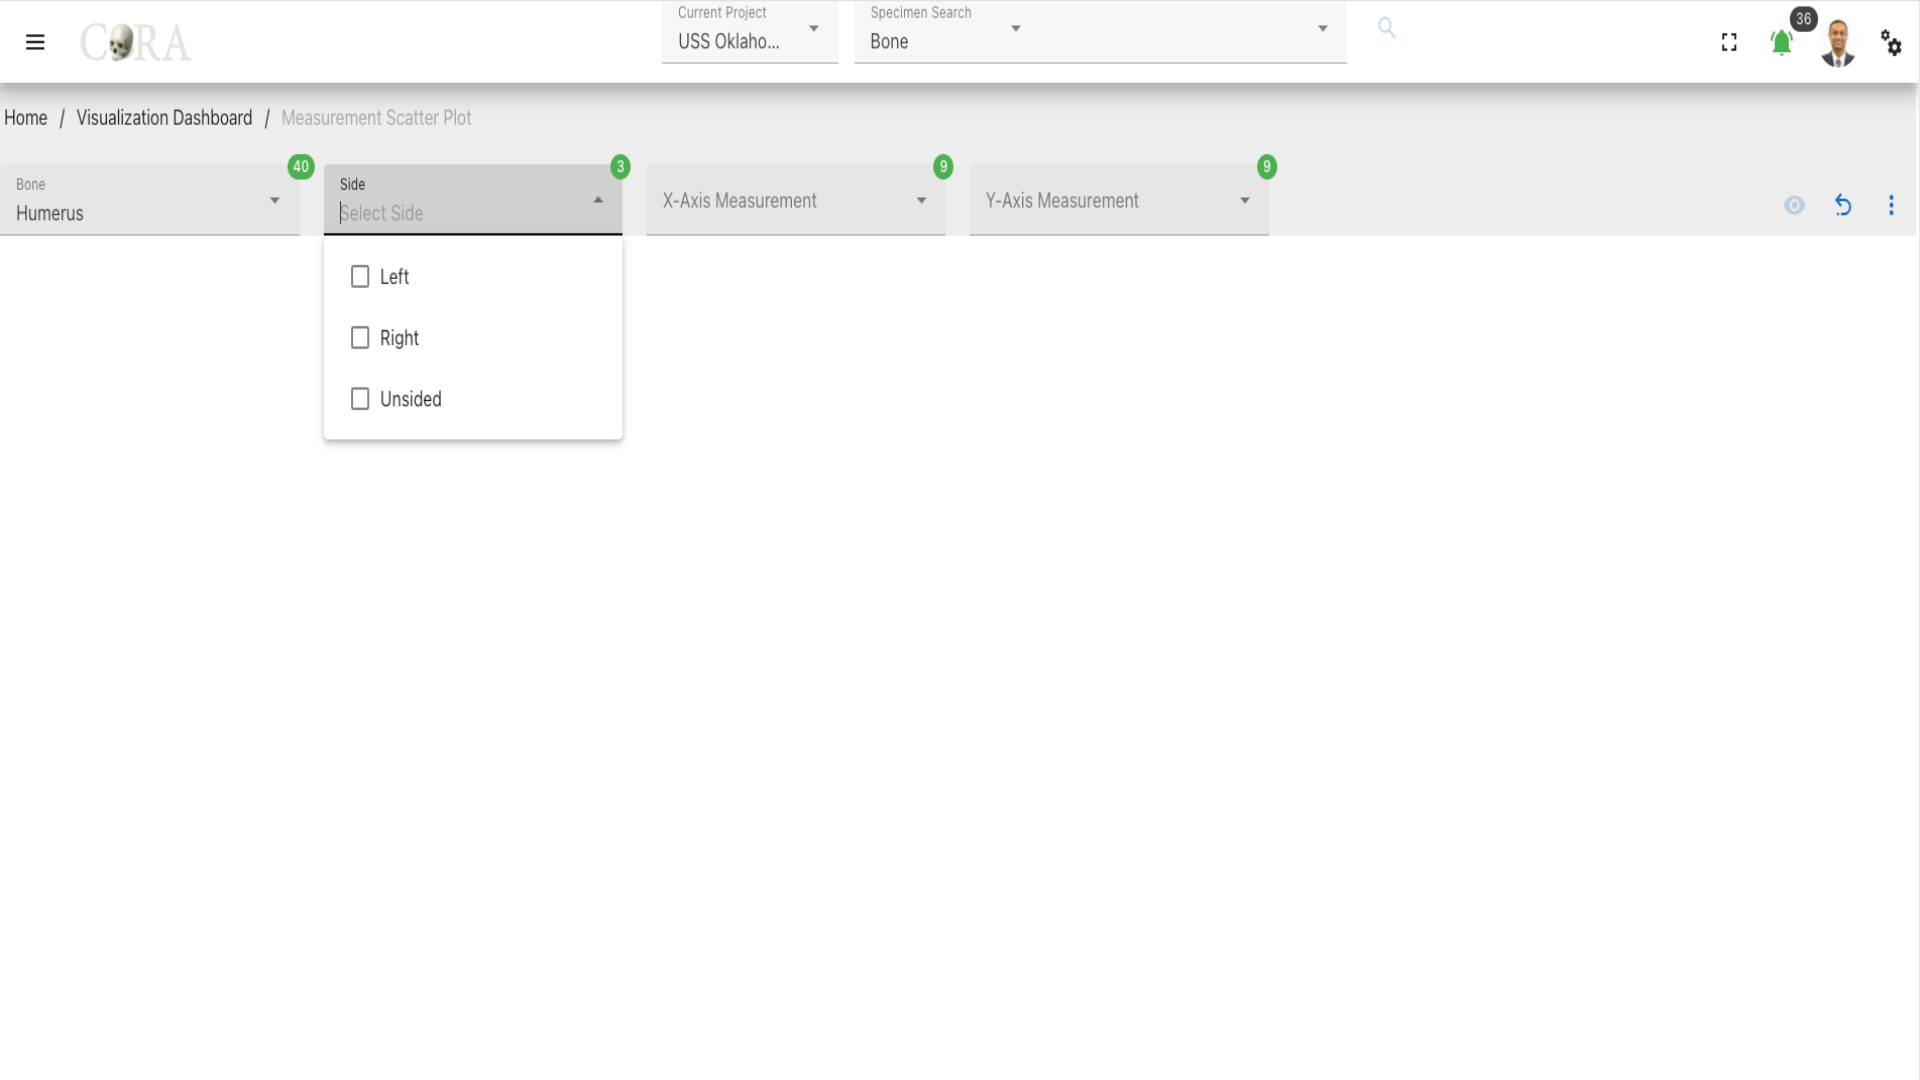 CORA
Current Project
USS Oklaho...
Specimen Search
Bone
36
Home / Visualization Dashboard / Measurement Scatter Plot
Bone
Humerus
40
Side
Select Side
3
X-Axis Measurement
9
Y-Axis Measurement
9
Left
Right
Unsided